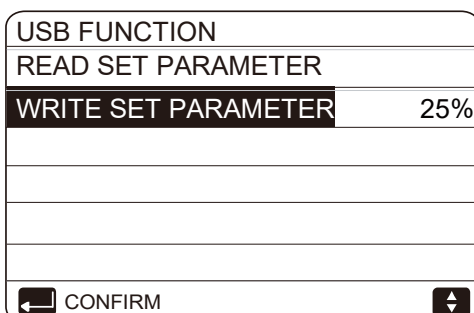 USB FUNCTION
READ SET PARAMETER
WRITE SET PARAMETER 25%
CONFIRM